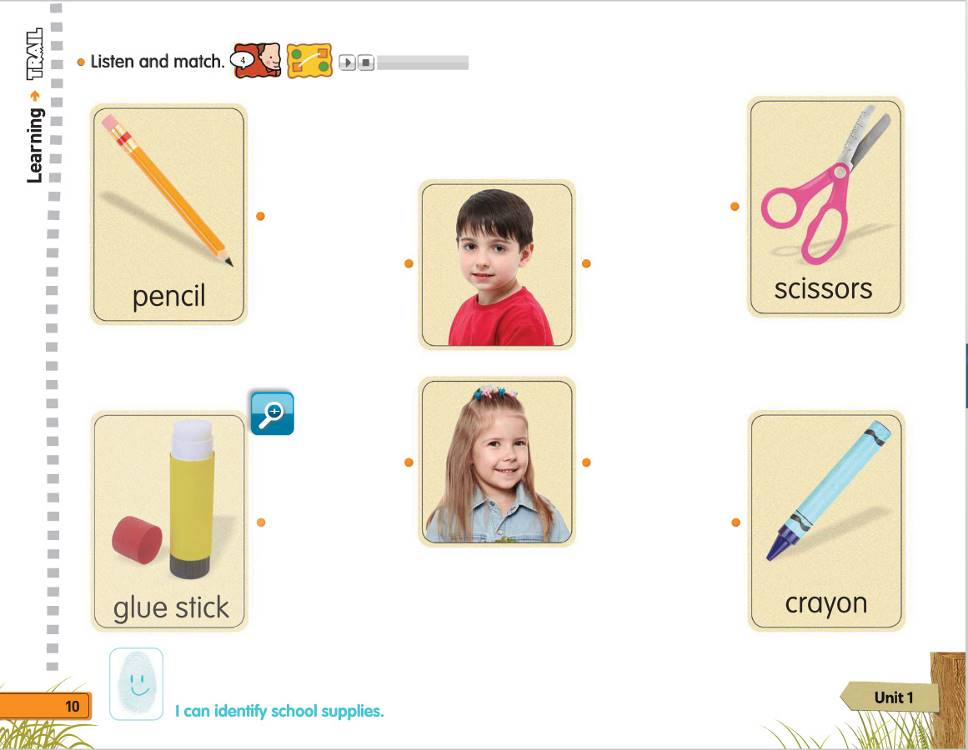 Learning TRAIL
Listen and match.
4
pencil
scissors
glue stick
crayon
I can identify school supplies.
10
Unit 1